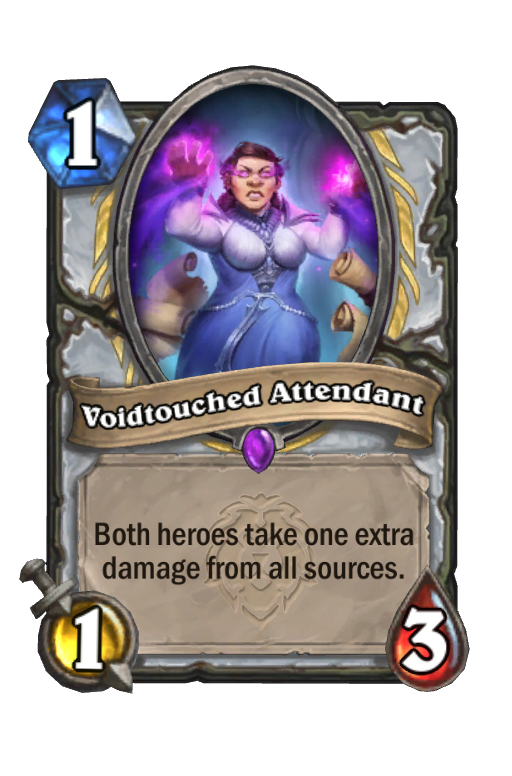 1
Voidtouched Attendant
Both heroes take one extra
damage from all sources.
1
3